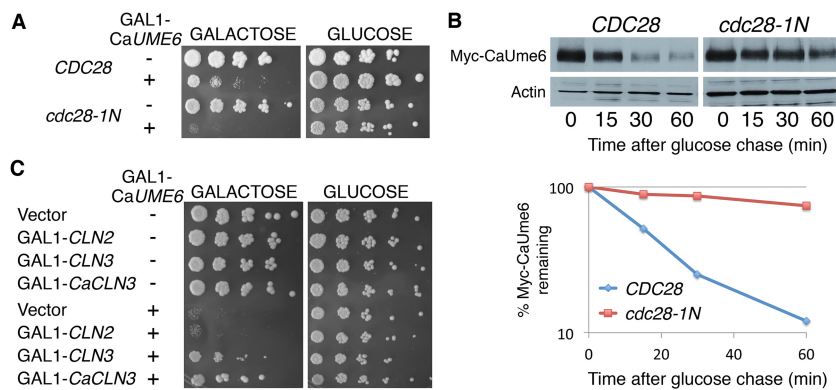 A
GAL1-
CaUME6 GALACTOSE GLUCOSE
CDC28 -
+
cdc28-1N -
+
B
CDC28 cdc28-1N
Myc-CaUme6
Actin
0 15 30 60 0 15 30 60
Time after glucose chase (min)
100
10
% Myc-CaUme6
remaining
CDC28
cdc28-1N
0 20 40 60
Time after glucose chase (min)
C
GAL1-
CaUME6 GALACTOSE GLUCOSE
Vector -
GAL1-CLN2 -
GAL1-CLN3 -
GAL1-CaCLN3 -
Vector +
GAL1-CLN2 +
GAL1-CLN3 +
GAL1-CaCLN3 +